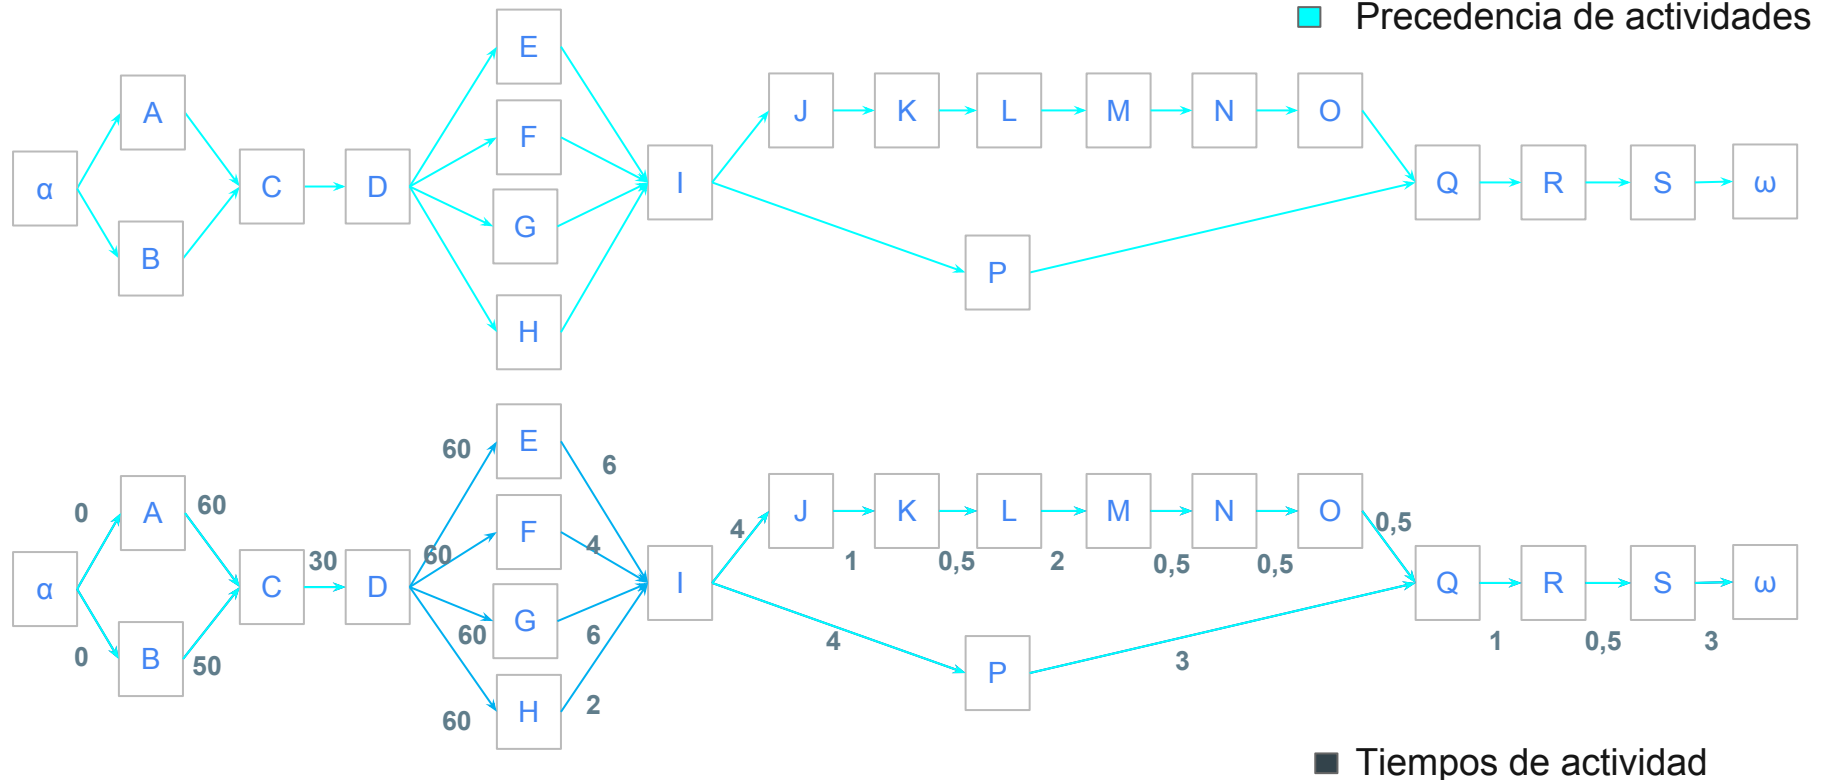 Precedencia de actividades
E
A
F
J K L M N O
α
C D
I
Q R S ω
G
B
P
H
E
60
6
A
60
0
F
J K L M N O
4
0,5
60
4
30
1 0,5 2 0,5 0,5
α
C D
I
Q R S ω
G
60
6
4
1 0,5 3
0
B
50
3
P
H
60
2
Tiempos de actividad